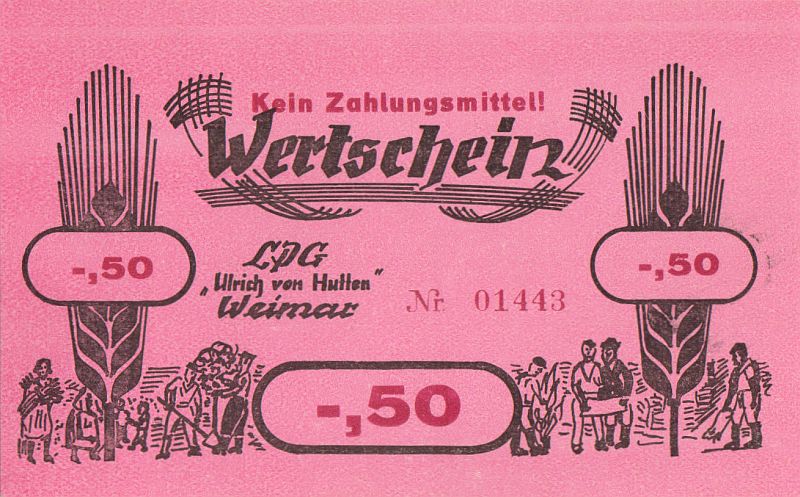 Kein Zahlungsmittel!
Wertschein
-,50
-,50
LPG
„Ulrich von Hutten"
Weimar
Nr. 01443
-,50